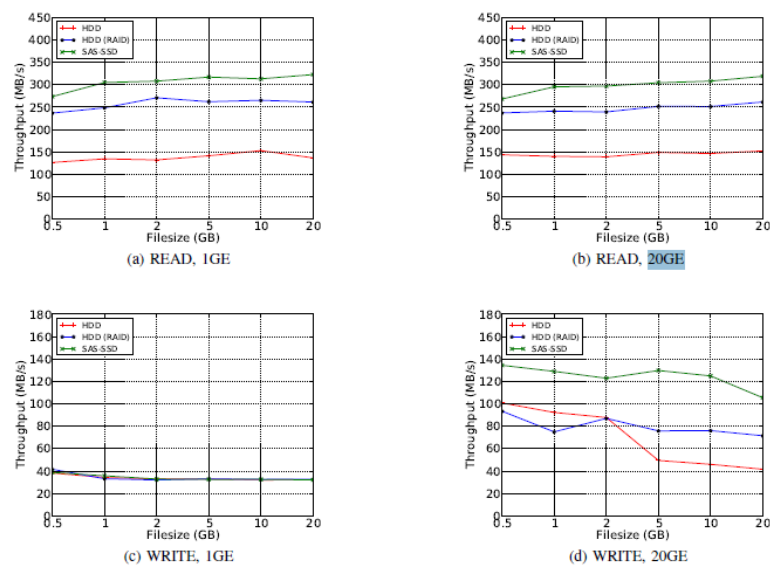 450
400
350
300
250
200
150
100
50
0
Throughput (MB/s)
HDD
HDD (RAID)
SAS-SSD
0.5 1 2 5 10 20
Filesize (GB)
(a) READ, 1GE
450
400
350
300
250
200
150
100
50
0
Throughput (MB/s)
HDD
HDD (RAID)
SAS-SSD
0.5 1 2 5 10 20
Filesize (GB)
(b) READ, 20GE
180
160
140
120
100
80
60
40
20
0
Throughput (MB/s)
HDD
HDD (RAID)
SAS-SSD
0.5 1 2 5 10 20
Filesize (GB)
(c) WRITE, 1GE
180
160
140
120
100
80
60
40
20
0
Throughput (MB/s)
HDD
HDD (RAID)
SAS-SSD
0.5 1 2 5 10 20
Filesize (GB)
(d) WRITE, 20GE